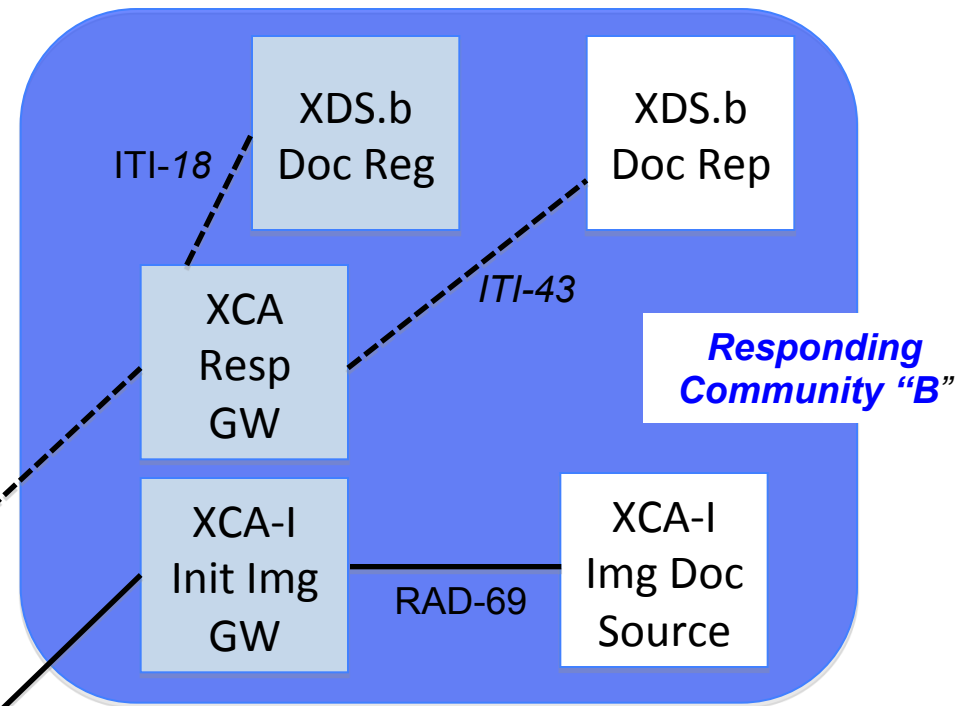 XDS.b
Doc Reg
XDS.b
Doc Rep
ITI-18
ITI-43
XCA
Resp
GW
Responding
Community “B”
XCA-I
Init Img
GW
RAD-69
XCA-I
Img Doc
Source